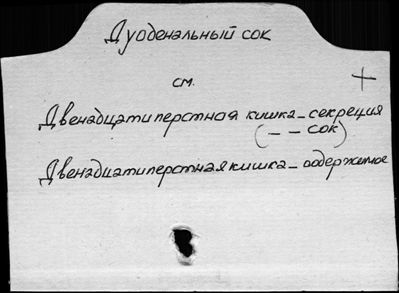 Дуоденальный сок
см. +
Двенадцатиперстная кишка - секреция
(- - сок)
Двенадцатиперстная кишка - содержимое